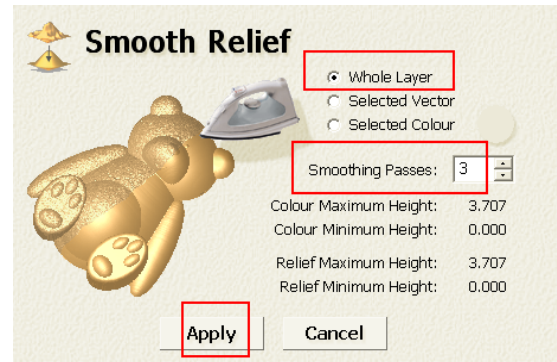 Smooth Relief
Whole Layer
Selected Vector
Selected Colour
Smoothing Passes: 3
Colour Maximum Height: 3.707
Colour Minimum Height: 0.000
Relief Maximum Height: 3.707
Relief Minimum Height: 0.000
Apply Cancel